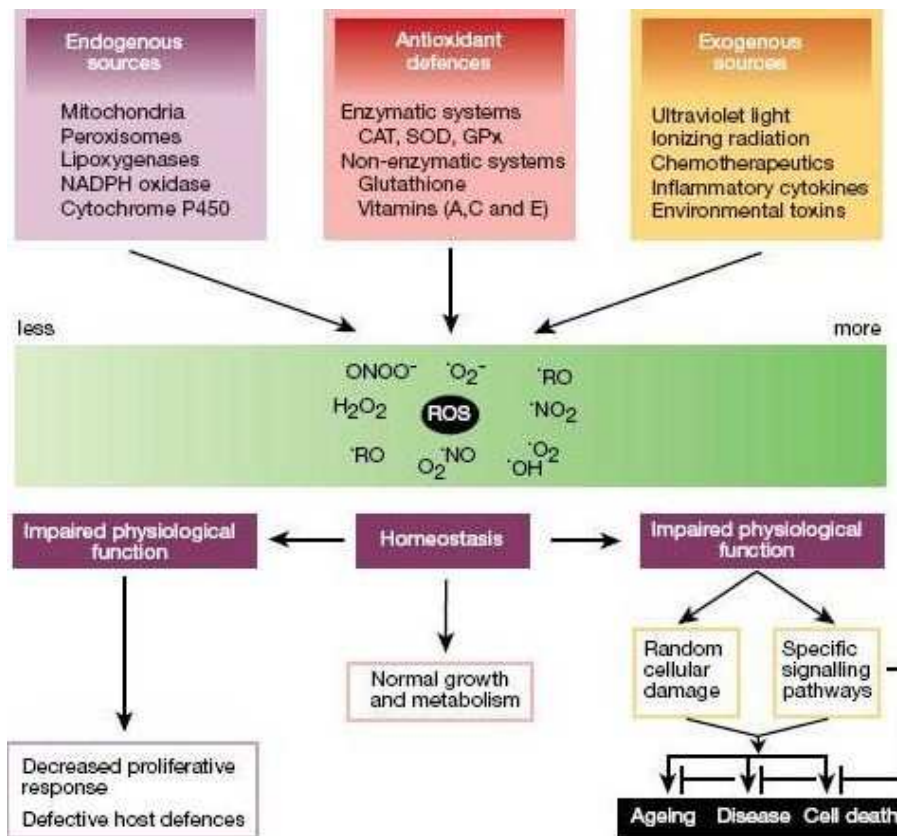 Endogenous
sources
Mitochondria
Peroxisomes
Lipoxygenases
NADPH oxidase
Cytochrome P450
Antioxidant
defences
Enzymatic systems
CAT, SOD, GPx
Non-enzymatic systems
Glutathione
Vitamins (A,C and E)
Exogenous
sources
Ultraviolet light
Ionizing radiation
Chemotherapeutics
Inflammatory cytokines
Environmental toxins
less
more
ONOO⁻ ˙O₂⁻ ˙RO
H₂O₂ ROS ˙NO₂
˙RO O₂ ˙NO ˙OH ˙O₂
Impaired physiological
function
Homeostasis
Impaired physiological
function
Normal growth
and metabolism
Random
cellular
damage
Specific
signalling
pathways
Decreased proliferative
response
Defective host defences
Ageing Disease Cell death